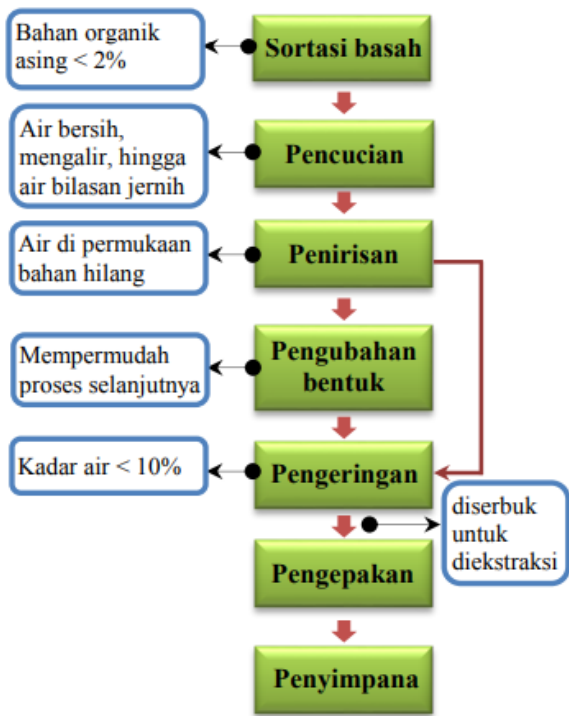 Bahan organik
asing < 2%
Sortasi basah
Air bersih,
mengalir, hingga
air bilasan jernih
Pencucian
Air di permukaan
bahan hilang
Penirisan
Mempermudah
proses selanjutnya
Pengubahan
bentuk
Kadar air < 10%
Pengeringan
diserbuk
untuk
diekstraksi
Pengepakan
Penyimpana